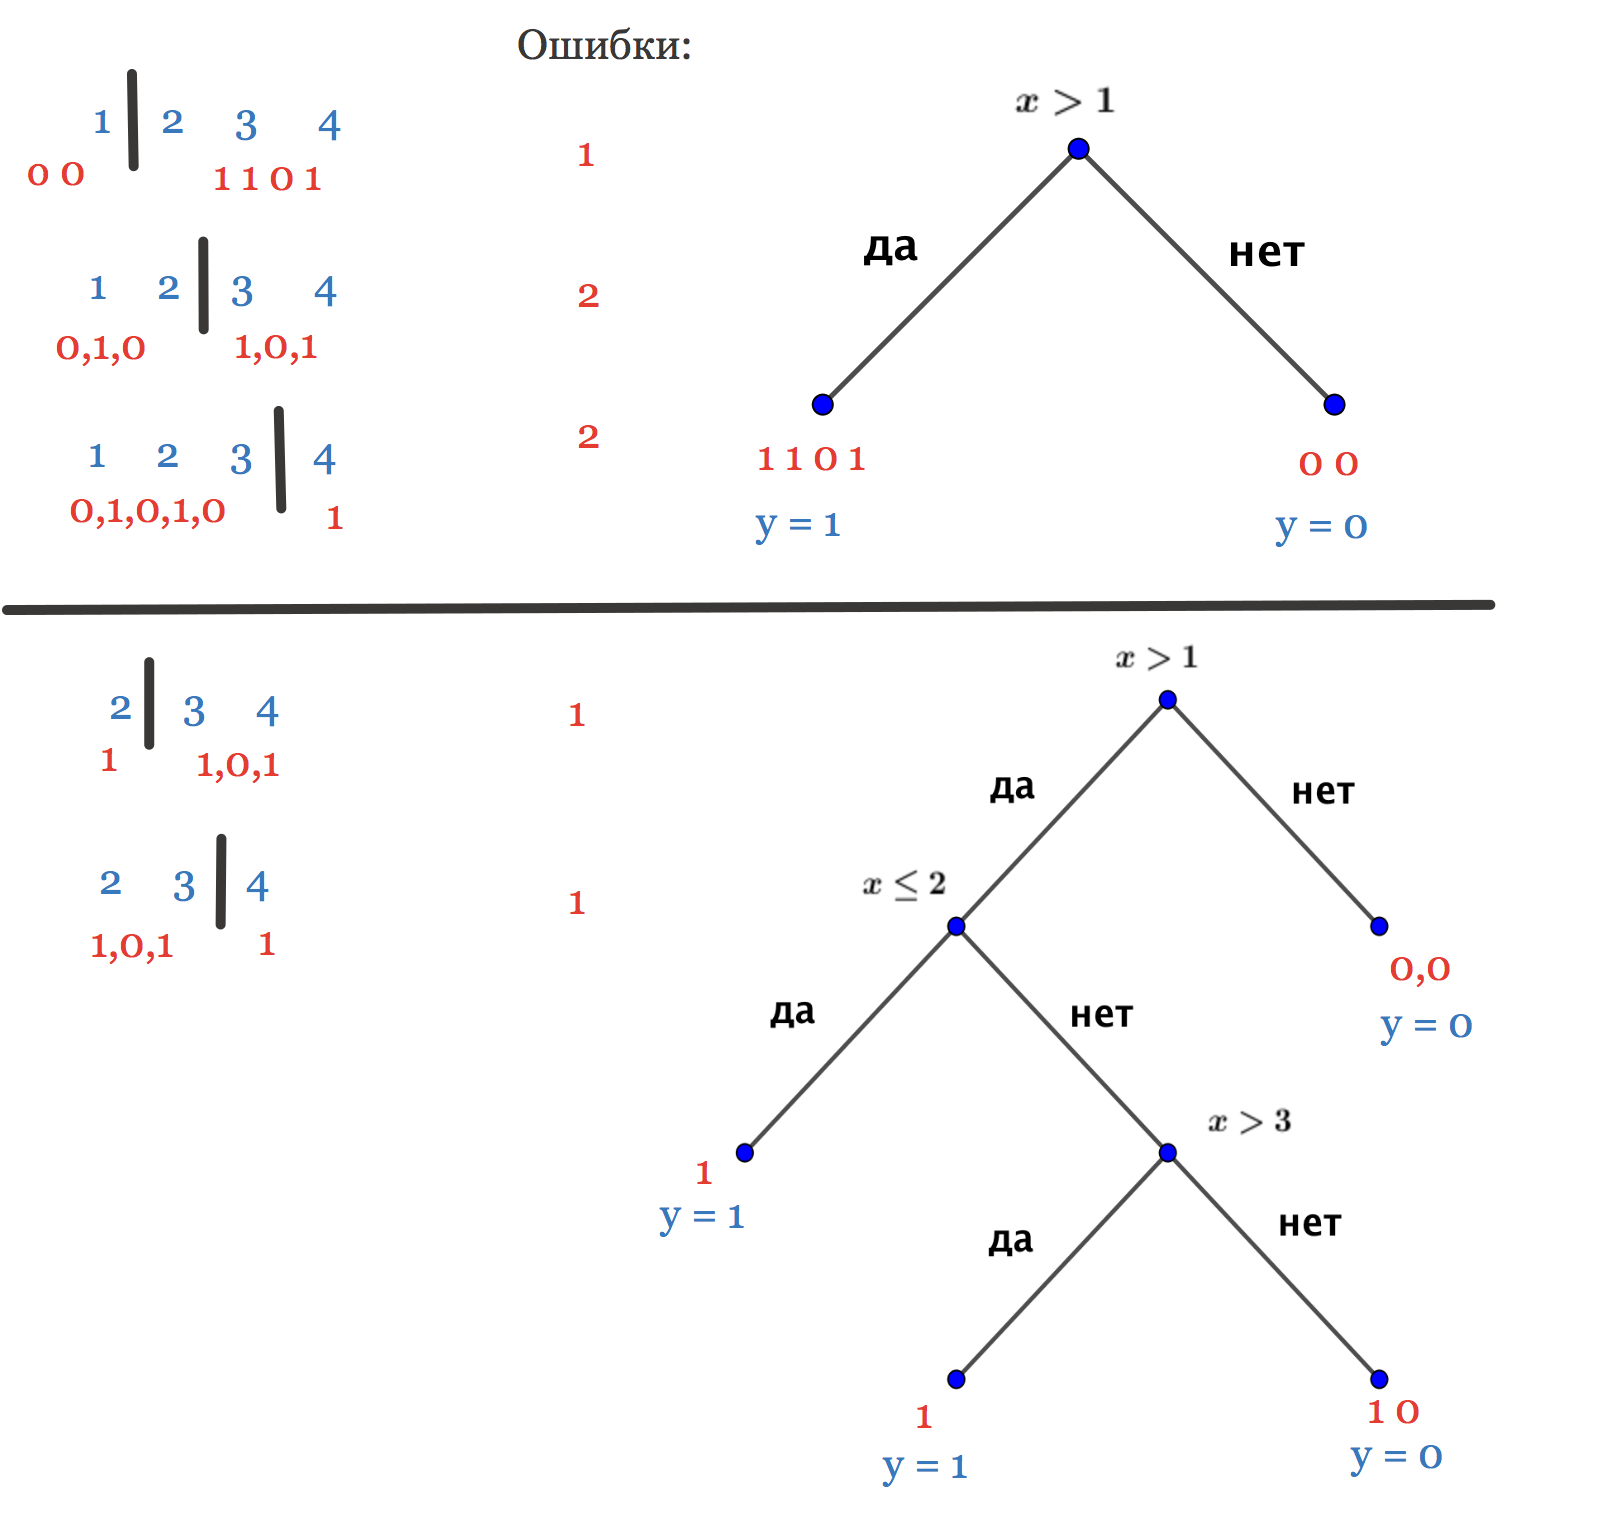 Ошибки:
1 2 3 4
0 0 1 1 0 1
1
1 2 3 4
0,1,0 1,0,1
2
1 2 3 4
0,1,0,1,0 1
2
x > 1
да нет
1 1 0 1 0 0
y = 1 y = 0
2 3 4
1 1,0,1
1
2 3 4
1,0,1 1
1
x > 1
да нет
x ≤ 2
0,0
y = 0
да нет
1
y = 1
x > 3
да нет
1 1 0
y = 1 y = 0